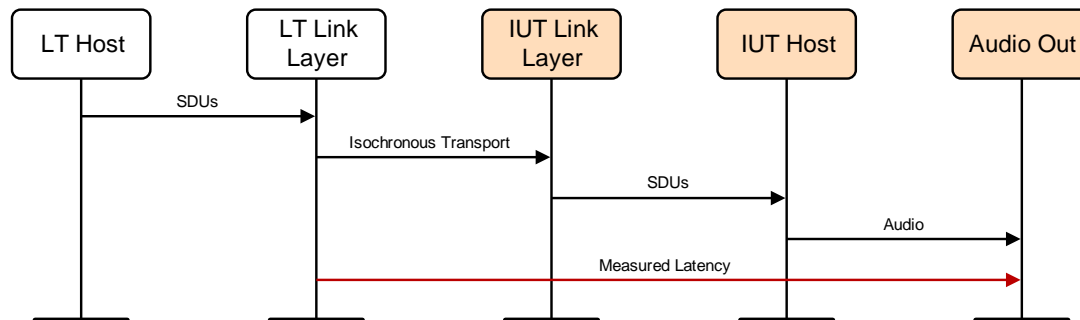 LT Host
LT Link
Layer
IUT Link
Layer
IUT Host
Audio Out
SDUs
Isochronous Transport
SDUs
Audio
Measured Latency